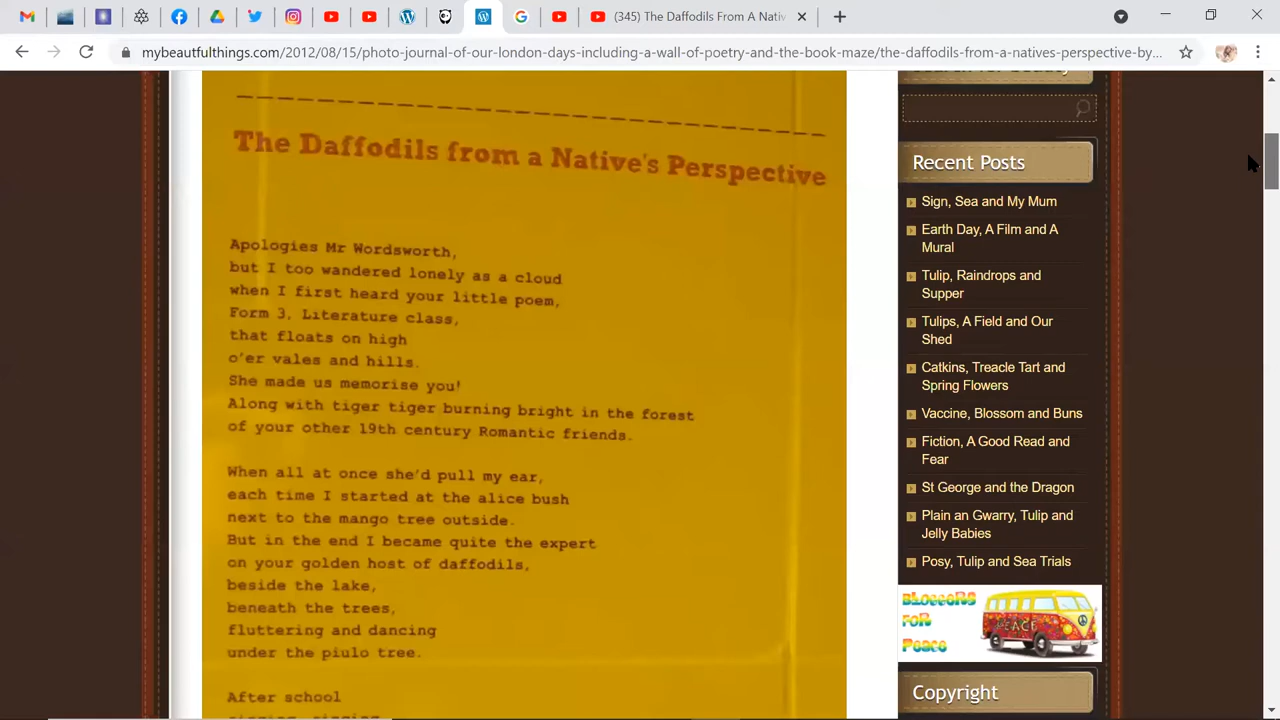 (345) The Daffodils From A Nativ
mybeautifulthings.com/2012/08/15/photo-journal-of-our-london-days-including-a-wall-of-poetry-and-the-book-maze/the-daffodils-from-a-natives-perspective-by...
The Daffodils from a Native's Perspective
Apologies Mr Wordsworth,
but I too wandered lonely as a cloud
when I first heard your little poem,
Form 3, Literature class,
that floats on high
o'er vales and hills.
She made us memorise you!
Along with tiger tiger burning bright in the forest
of your other 19th century Romantic friends.
When all at once she'd pull my ear,
each time I started at the alice bush
next to the mango tree outside.
But in the end I became quite the expert
on your golden host of daffodils,
beside the lake,
beneath the trees,
fluttering and dancing
under the piulo tree.
After school
Search for beauty
Recent Posts
Sign, Sea and My Mum
Earth Day, A Film and A
Mural
Tulip, Raindrops and
Supper
Tulips, A Field and Our
Shed
Catkins, Treacle Tart and
Spring Flowers
Vaccine, Blossom and Buns
Fiction, A Good Read and
Fear
St George and the Dragon
Plain an Gwarry, Tulip and
Jelly Babies
Posy, Tulip and Sea Trials
BLOGGERS
FOR
PEACE
PEACE
Copyright